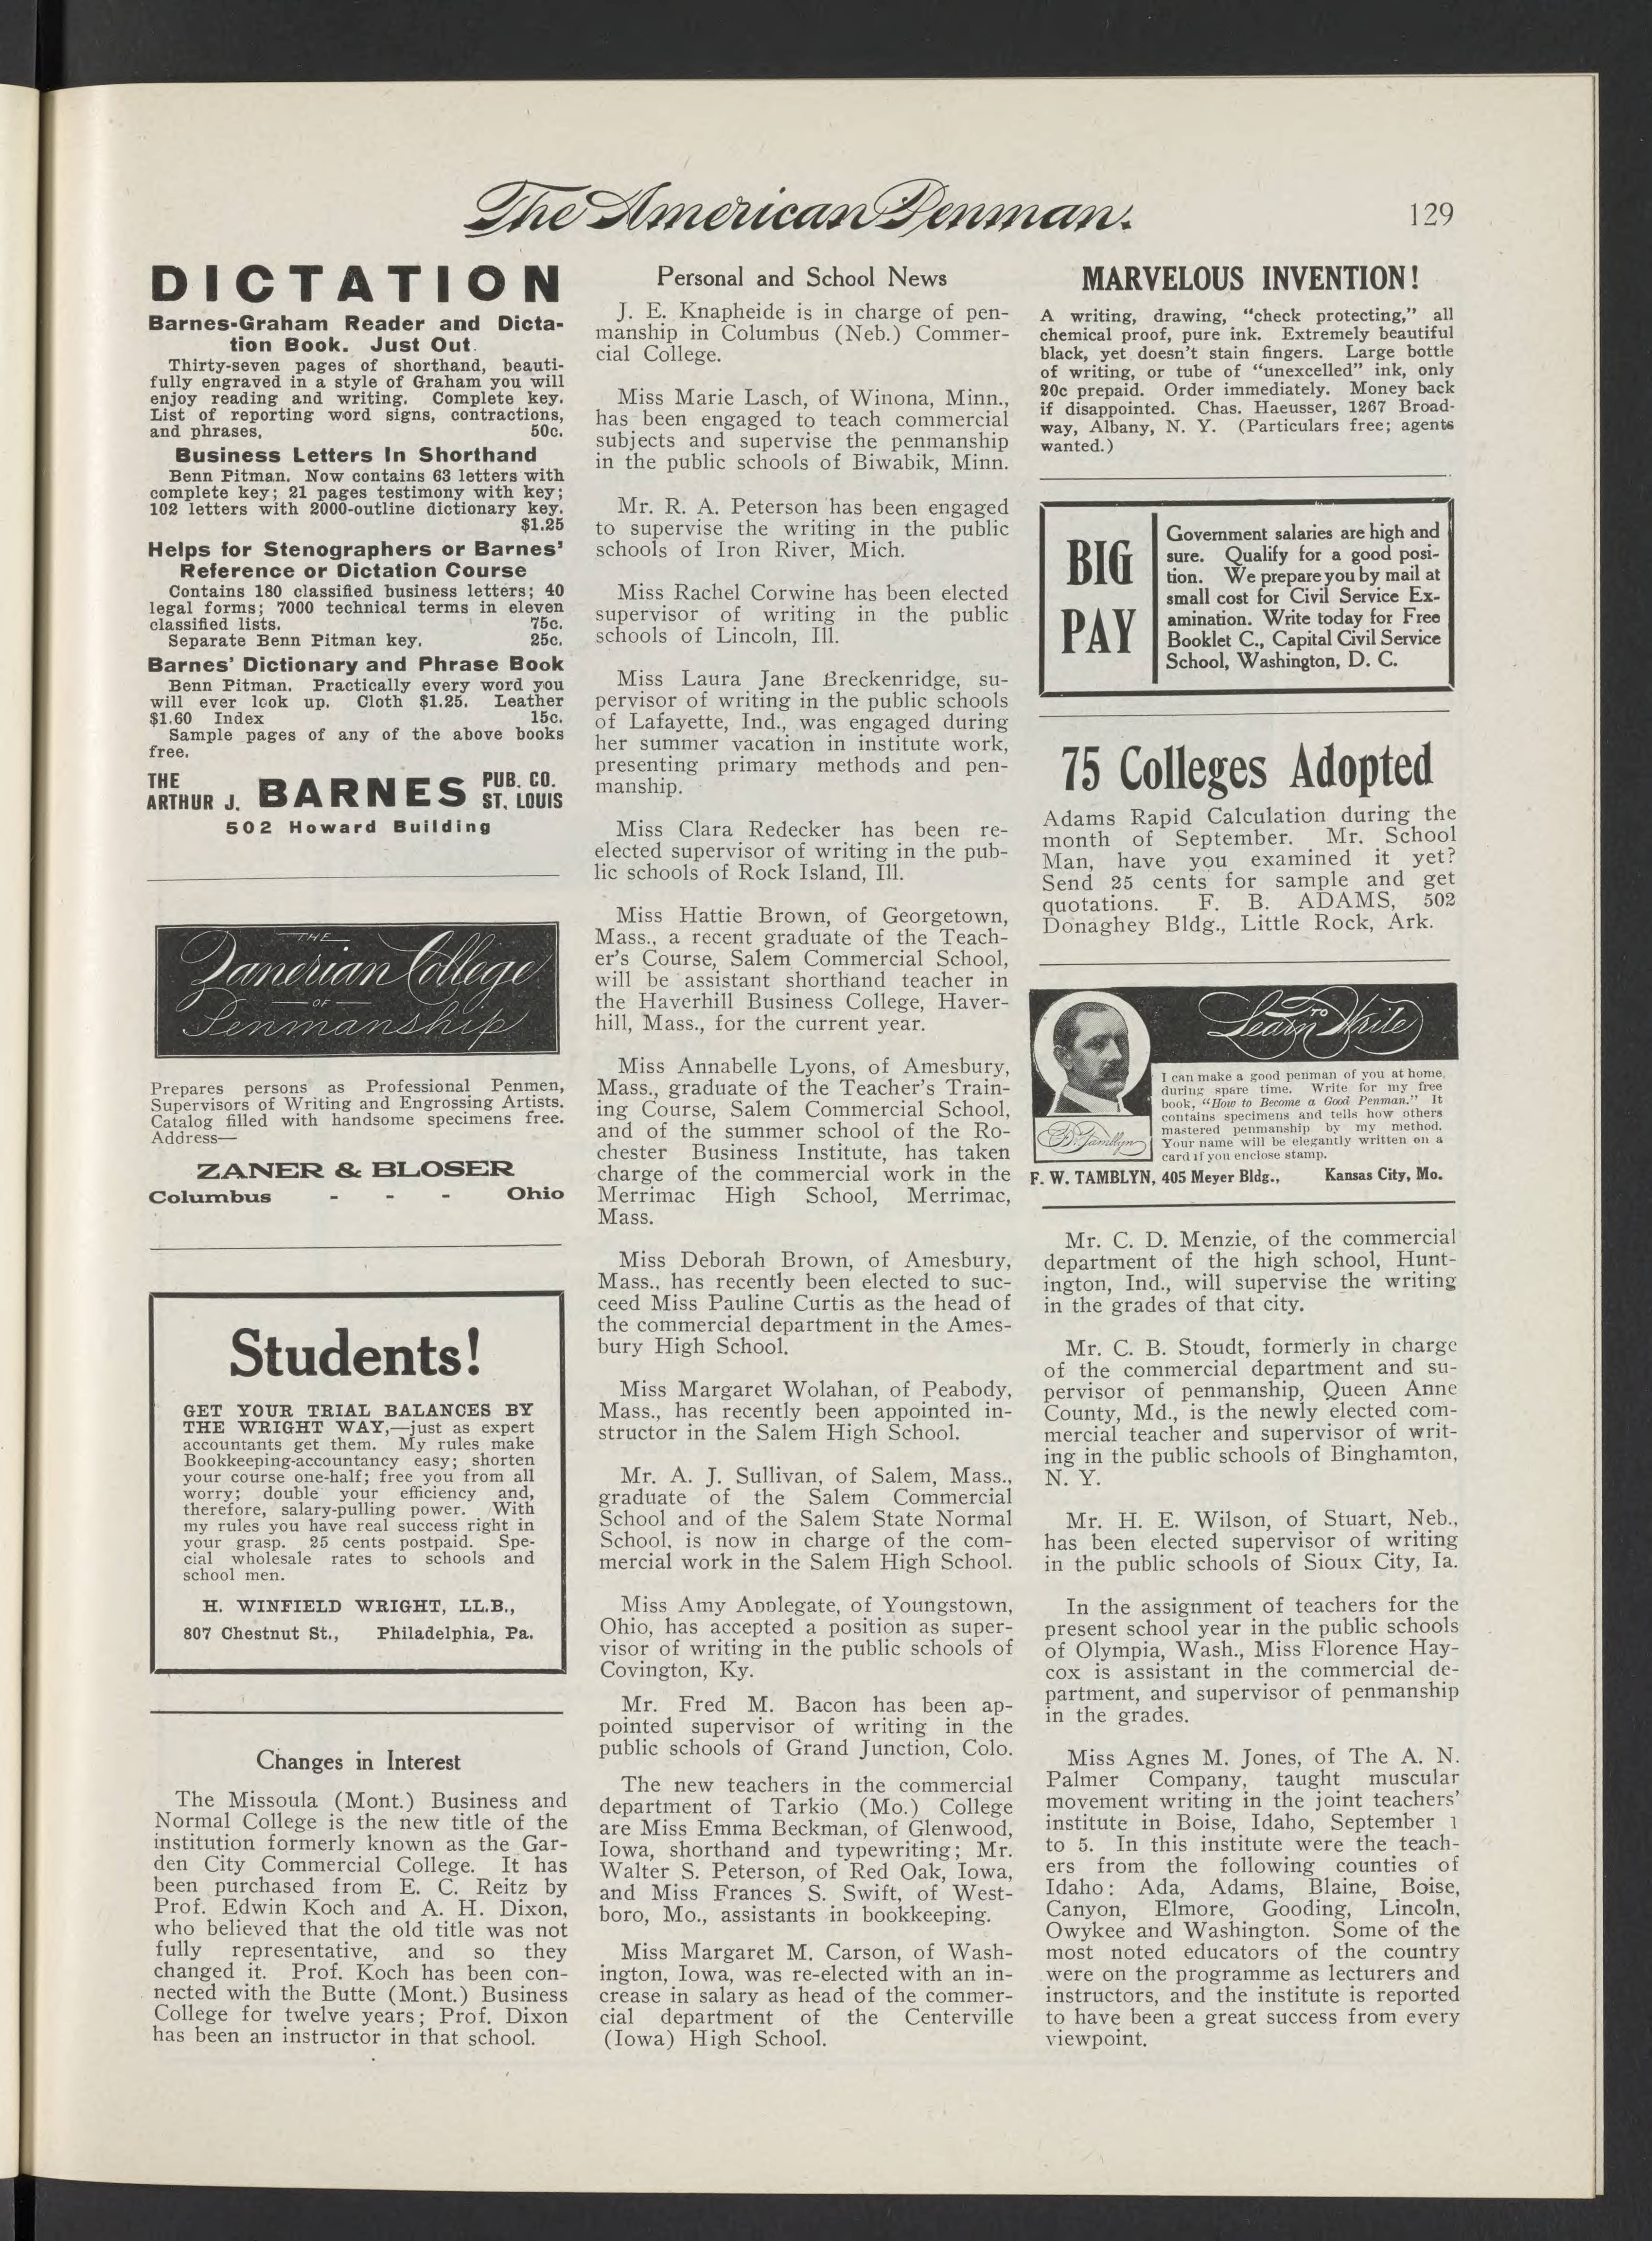 The American Penman.
129
DICTATION
Barnes-Graham Reader and Dicta-
tion Book. Just Out.
Thirty-seven pages of shorthand, beauti-
fully engraved in a style of Graham you will
enjoy reading and writing. Complete key.
List of reporting word signs, contractions,
and phrases, 50c.
Business Letters In Shorthand
Benn Pitman. Now contains 63 letters with
complete key; 21 pages testimony with key;
102 letters with 2000-outline dictionary key.
$1.25
Helps for Stenographers or Barnes'
Reference or Dictation Course
Contains 180 classified business letters; 40
legal forms; 7000 technical terms in eleven
classified lists. 75c.
Separate Benn Pitman key. 25c.
Barnes' Dictionary and Phrase Book
Benn Pitman. Practically every word you
will ever look up. Cloth $1.25. Leather
$1.60 Index 15c.
Sample pages of any of the above books
free.
THE
ARTHUR J. BARNES PUB. CO.
ST. LOUIS
502 Howard Building
THE
Zanerian College
OF
Penmanship
Prepares persons as Professional Penmen,
Supervisors of Writing and Engrossing Artists.
Catalog filled with handsome specimens free.
Address—
ZANER & BLOSER
Columbus - - - Ohio
Students!
GET YOUR TRIAL BALANCES BY
THE WRIGHT WAY,—just as expert
accountants get them. My rules make
Bookkeeping-accountancy easy; shorten
your course one-half; free you from all
worry; double your efficiency and,
therefore, salary-pulling power. With
my rules you have real success right in
your grasp. 25 cents postpaid. Spe-
cial wholesale rates to schools and
school men.
H. WINFIELD WRIGHT, LL.B.,
807 Chestnut St., Philadelphia, Pa.
Changes in Interest
The Missoula (Mont.) Business and
Normal College is the new title of the
institution formerly known as the Gar-
den City Commercial College. It has
been purchased from E. C. Reitz by
Prof. Edwin Koch and A. H. Dixon,
who believed that the old title was not
fully representative, and so they
changed it. Prof. Koch has been con-
nected with the Butte (Mont.) Business
College for twelve years; Prof. Dixon
has been an instructor in that school.
Personal and School News
J. E. Knapheide is in charge of pen-
manship in Columbus (Neb.) Commer-
cial College.
Miss Marie Lasch, of Winona, Minn.,
has been engaged to teach commercial
subjects and supervise the penmanship
in the public schools of Biwabik, Minn.
Mr. R. A. Peterson has been engaged
to supervise the writing in the public
schools of Iron River, Mich.
Miss Rachel Corwine has been elected
supervisor of writing in the public
schools of Lincoln, Ill.
Miss Laura Jane Breckenridge, su-
pervisor of writing in the public schools
of Lafayette, Ind., was engaged during
her summer vacation in institute work,
presenting primary methods and pen-
manship.
Miss Clara Redecker has been re-
elected supervisor of writing in the pub-
lic schools of Rock Island, Ill.
Miss Hattie Brown, of Georgetown,
Mass., a recent graduate of the Teach-
er's Course, Salem Commercial School,
will be assistant shorthand teacher in
the Haverhill Business College, Haver-
hill, Mass., for the current year.
Miss Annabelle Lyons, of Amesbury,
Mass., graduate of the Teacher's Train-
ing Course, Salem Commercial School,
and of the summer school of the Ro-
chester Business Institute, has taken
charge of the commercial work in the
Merrimac High School, Merrimac,
Mass.
Miss Deborah Brown, of Amesbury,
Mass., has recently been elected to suc-
ceed Miss Pauline Curtis as the head of
the commercial department in the Ames-
bury High School.
Miss Margaret Wolahan, of Peabody,
Mass., has recently been appointed in-
structor in the Salem High School.
Mr. A. J. Sullivan, of Salem, Mass.,
graduate of the Salem Commercial
School and of the Salem State Normal
School, is now in charge of the com-
mercial work in the Salem High School.
Miss Amy Applegate, of Youngstown,
Ohio, has accepted a position as super-
visor of writing in the public schools of
Covington, Ky.
Mr. Fred M. Bacon has been ap-
pointed supervisor of writing in the
public schools of Grand Junction, Colo.
The new teachers in the commercial
department of Tarkio (Mo.) College
are Miss Emma Beckman, of Glenwood,
Iowa, shorthand and typewriting; Mr.
Walter S. Peterson, of Red Oak, Iowa,
and Miss Frances S. Swift, of West-
boro, Mo., assistants in bookkeeping.
Miss Margaret M. Carson, of Wash-
ington, Iowa, was re-elected with an in-
crease in salary as head of the commer-
cial department of the Centerville
(Iowa) High School.
MARVELOUS INVENTION!
A writing, drawing, "check protecting," all
chemical proof, pure ink. Extremely beautiful
black, yet doesn't stain fingers. Large bottle
of writing, or tube of "unexcelled" ink, only
20c prepaid. Order immediately. Money back
if disappointed. Chas. Haeusser, 1267 Broad-
way, Albany, N. Y. (Particulars free; agents
wanted.)
BIG
PAY
Government salaries are high and
sure. Qualify for a good posi-
tion. We prepare you by mail at
small cost for Civil Service Ex-
amination. Write today for Free
Booklet C., Capital Civil Service
School, Washington, D. C.
75 Colleges Adopted
Adams Rapid Calculation during the
month of September. Mr. School
Man, have you examined it yet?
Send 25 cents for sample and get
quotations. F. B. ADAMS, 502
Donaghey Bldg., Little Rock, Ark.
Learn to Write
I can make a good penman of you at home,
during spare time. Write for my free
book, "How to Become a Good Penman." It
contains specimens and tells how others
mastered penmanship by my method.
Your name will be elegantly written on a
card if you enclose stamp.
F. W. Tamblyn
F. W. TAMBLYN, 405 Meyer Bldg., Kansas City, Mo.
Mr. C. D. Menzie, of the commercial
department of the high school, Hunt-
ington, Ind., will supervise the writing
in the grades of that city.
Mr. C. B. Stoudt, formerly in charge
of the commercial department and su-
pervisor of penmanship, Queen Anne
County, Md., is the newly elected com-
mercial teacher and supervisor of writ-
ing in the public schools of Binghamton,
N. Y.
Mr. H. E. Wilson, of Stuart, Neb.,
has been elected supervisor of writing
in the public schools of Sioux City, Ia.
In the assignment of teachers for the
present school year in the public schools
of Olympia, Wash., Miss Florence Hay-
cox is assistant in the commercial de-
partment, and supervisor of penmanship
in the grades.
Miss Agnes M. Jones, of The A. N.
Palmer Company, taught muscular
movement writing in the joint teachers'
institute in Boise, Idaho, September 1
to 5. In this institute were the teach-
ers from the following counties of
Idaho: Ada, Adams, Blaine, Boise,
Canyon, Elmore, Gooding, Lincoln,
Owykee and Washington. Some of the
most noted educators of the country
were on the programme as lecturers and
instructors, and the institute is reported
to have been a great success from every
viewpoint.